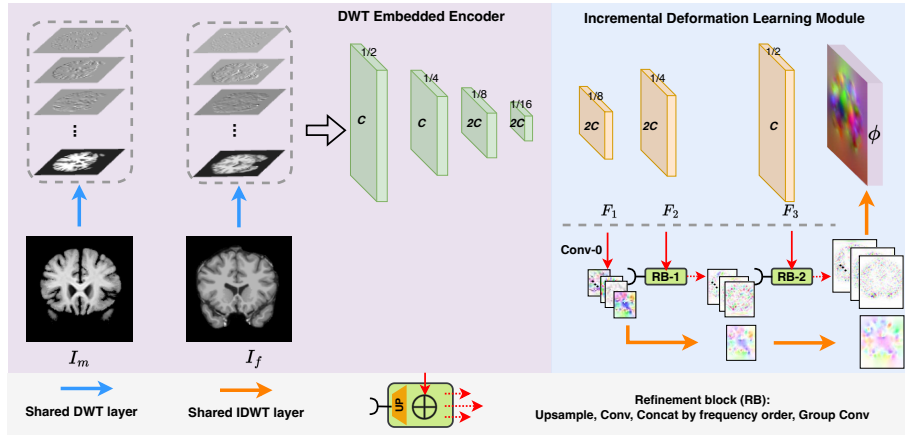 DWT Embedded Encoder
Incremental Deformation Learning Module
1/2
1/4
1/8
1/16
C
C
2C
2C
1/8
1/4
1/2
2C
2C
C
ϕ
F₁
F₂
F₃
Conv-0
RB-1
RB-2
I_m
I_f
Shared DWT layer
Shared IDWT layer
UP
Refinement block (RB):
Upsample, Conv, Concat by frequency order, Group Conv